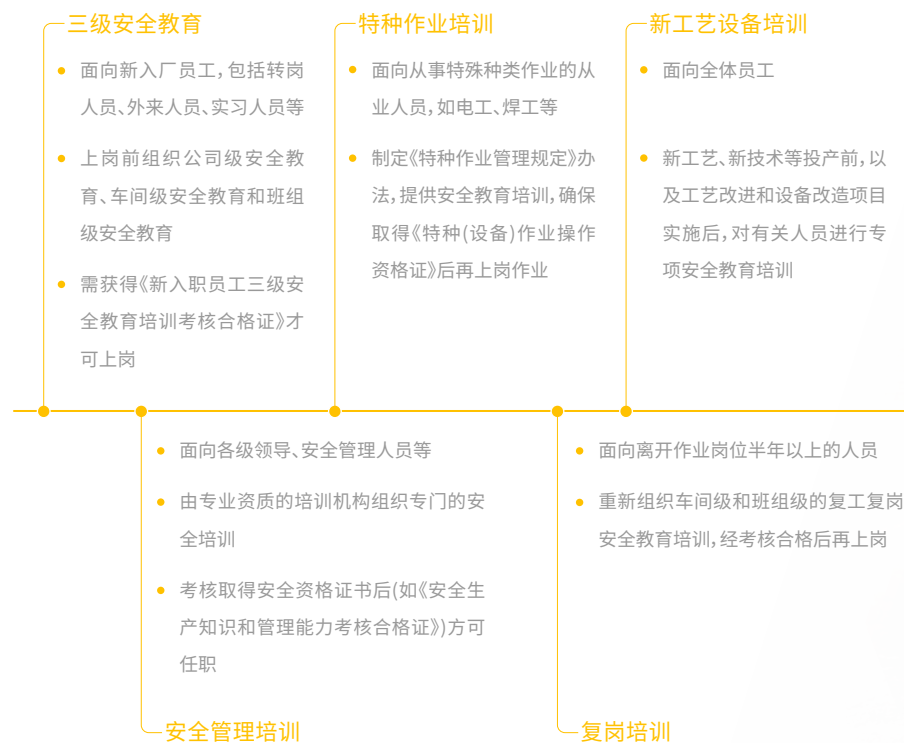 三级安全教育
面向新入厂员工,包括转岗
人员、外来人员、实习人员等
上岗前组织公司级安全教
育、车间级安全教育和班组
级安全教育
需获得《新入职员工三级安
全教育培训考核合格证》才
可上岗
特种作业培训
面向从事特殊种类作业的从
业人员,如电工、焊工等
制定《特种作业管理规定》办
法,提供安全教育培训,确保
取得《特种(设备)作业操作
资格证》后再上岗作业
新工艺设备培训
面向全体员工
新工艺、新技术等投产前,以
及工艺改进和设备改造项目
实施后,对有关人员进行专
项安全教育培训
面向各级领导、安全管理人员等
由专业资质的培训机构组织专门的安
全培训
考核取得安全资格证书后(如《安全生
产知识和管理能力考核合格证》)方可
任职
安全管理培训
面向离开作业岗位半年以上的人员
重新组织车间级和班组级的复工复岗
安全教育培训,经考核合格后再上岗
复岗培训